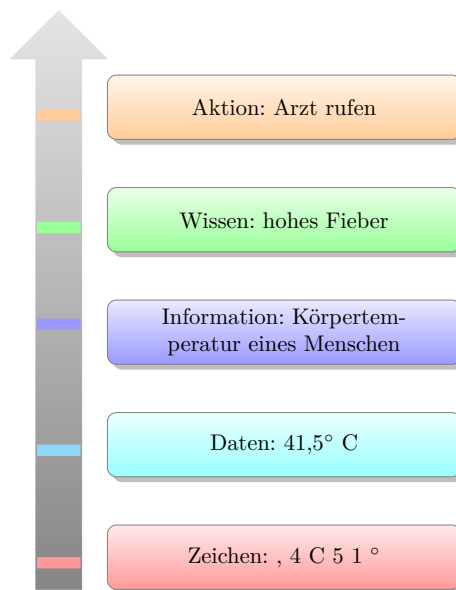 Aktion: Arzt rufen
Wissen: hohes Fieber
Information: Körpertem-
peratur eines Menschen
Daten: 41,5° C
Zeichen: , 4 C 5 1 °